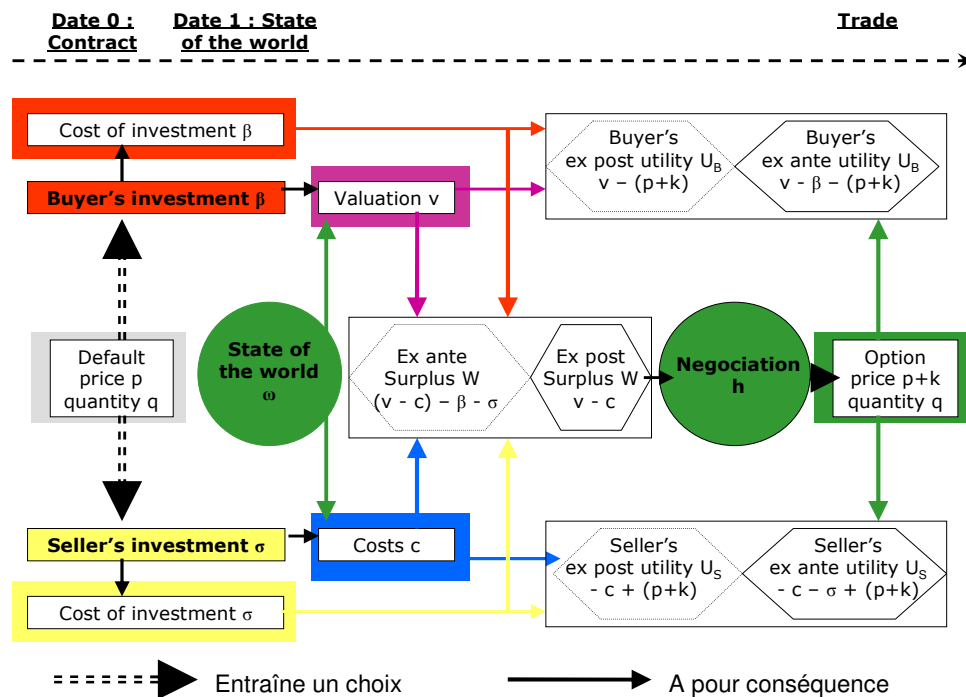 Date 0 :
Contract
Date 1 : State
of the world
Trade
Cost of investment β
Buyer's investment β
Valuation v
Buyer's
ex post utility U_B
v – (p+k)
Buyer's
ex ante utility U_B
v - β – (p+k)
Default
price p
quantity q
State of
the world
ω
Ex ante
Surplus W
(v - c) – β - σ
Ex post
Surplus W
v - c
Negociation
h
Option
price p+k
quantity q
Seller's investment σ
Costs c
Cost of investment σ
Seller's
ex post utility U_S
- c + (p+k)
Seller's
ex ante utility U_S
- c – σ + (p+k)
Entraîne un choix
A pour conséquence